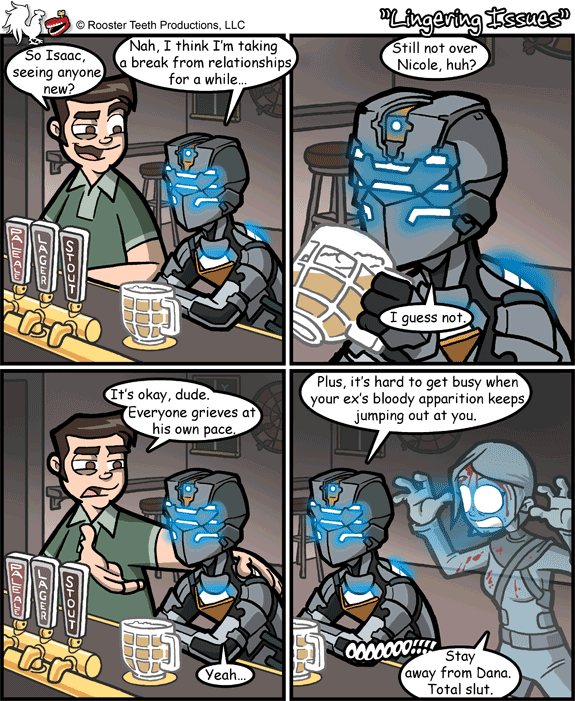 © Rooster Teeth Productions, LLC
"Lingering Issues"
So Isaac,
seeing anyone
new?
Nah, I think I'm taking
a break from relationships
for a while...
PALE ALE
LAGER
STOUT
Still not over
Nicole, huh?
I guess not.
It's okay, dude.
Everyone grieves at
his own pace.
PALE ALE
LAGER
STOUT
Yeah...
Plus, it's hard to get busy when
your ex's bloody apparition keeps
jumping out at you.
OOOOOOO!!!!
Stay
away from Dana.
Total slut.